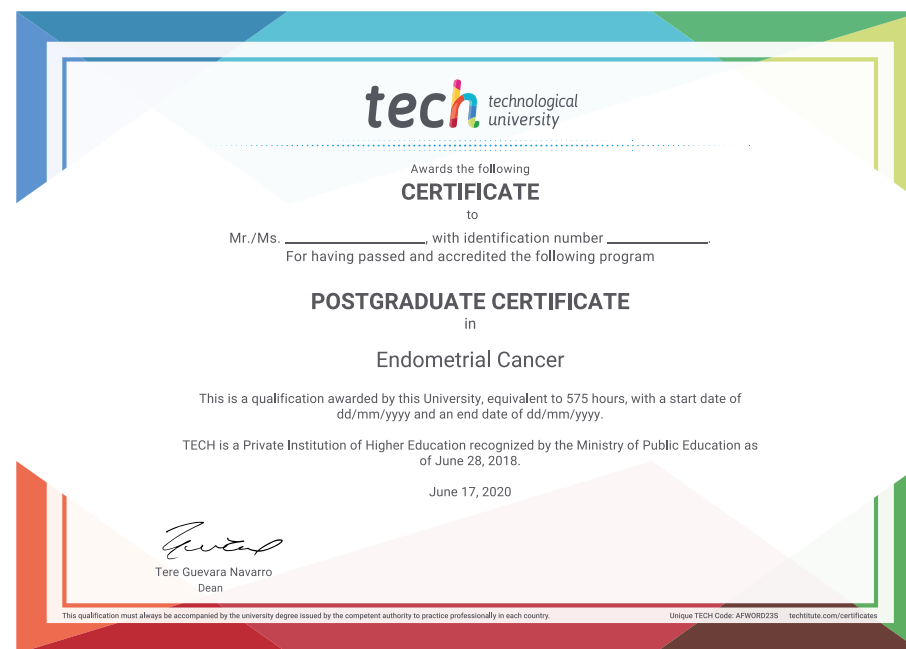 tech technological
university
Awards the following
CERTIFICATE
to
Mr./Ms. ____________________, with identification number ______________.
For having passed and accredited the following program
POSTGRADUATE CERTIFICATE
in
Endometrial Cancer
This is a qualification awarded by this University, equivalent to 575 hours, with a start date of
dd/mm/yyyy and an end date of dd/mm/yyyy.
TECH is a Private Institution of Higher Education recognized by the Ministry of Public Education as
of June 28, 2018.
June 17, 2020
Tere Guevara Navarro
Dean
This qualification must always be accompanied by the university degree issued by the competent authority to practice professionally in each country.
Unique TECH Code: AFWORD23S techtitute.com/certificates